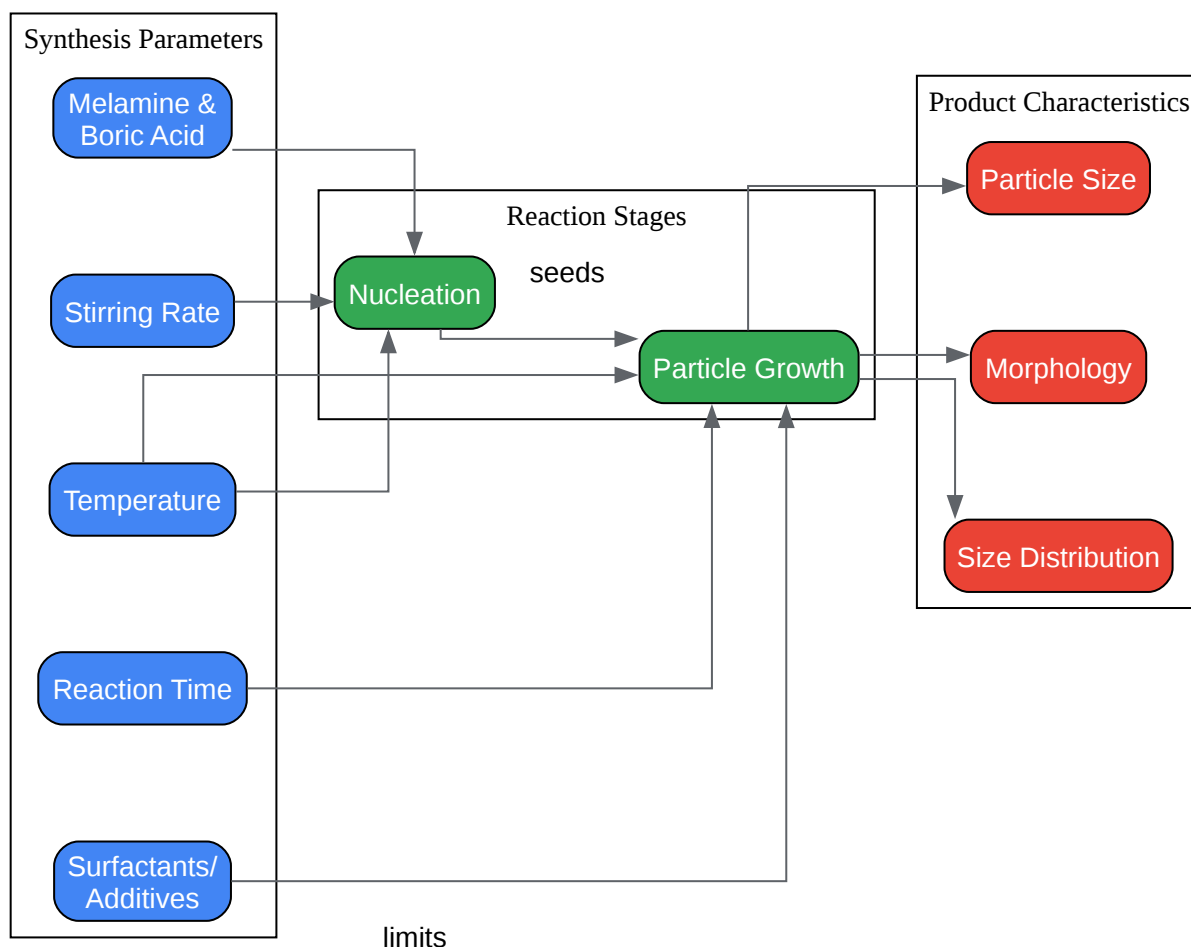 Synthesis Parameters
Melamine &
Boric Acid
Stirring Rate
Temperature
Reaction Time
Surfactants/
Additives
Reaction Stages
seeds
Nucleation
Particle Growth
Product Characteristics
Particle Size
Morphology
Size Distribution
limits